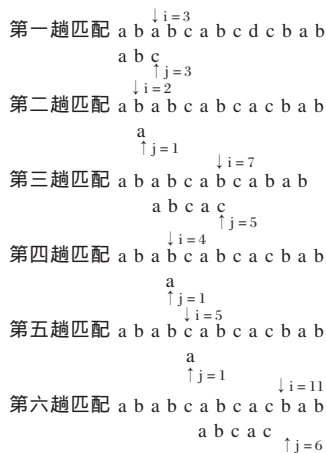 ↓i=3
第一趟匹配 a b a b c a b c d c b a b
a b c
↑j=3
↓i=2
第二趟匹配 a b a b c a b c a c b a b
a
↑j=1
↓i=7
第三趟匹配 a b a b c a b c a b a b
a b c a c
↑j=5
↓i=4
第四趟匹配 a b a b c a b c a c b a b
a
↑j=1
↓i=5
第五趟匹配 a b a b c a b c a c b a b
a
↑j=1
↓i=11
第六趟匹配 a b a b c a b c a c b a b
a b c a c
↑j=6